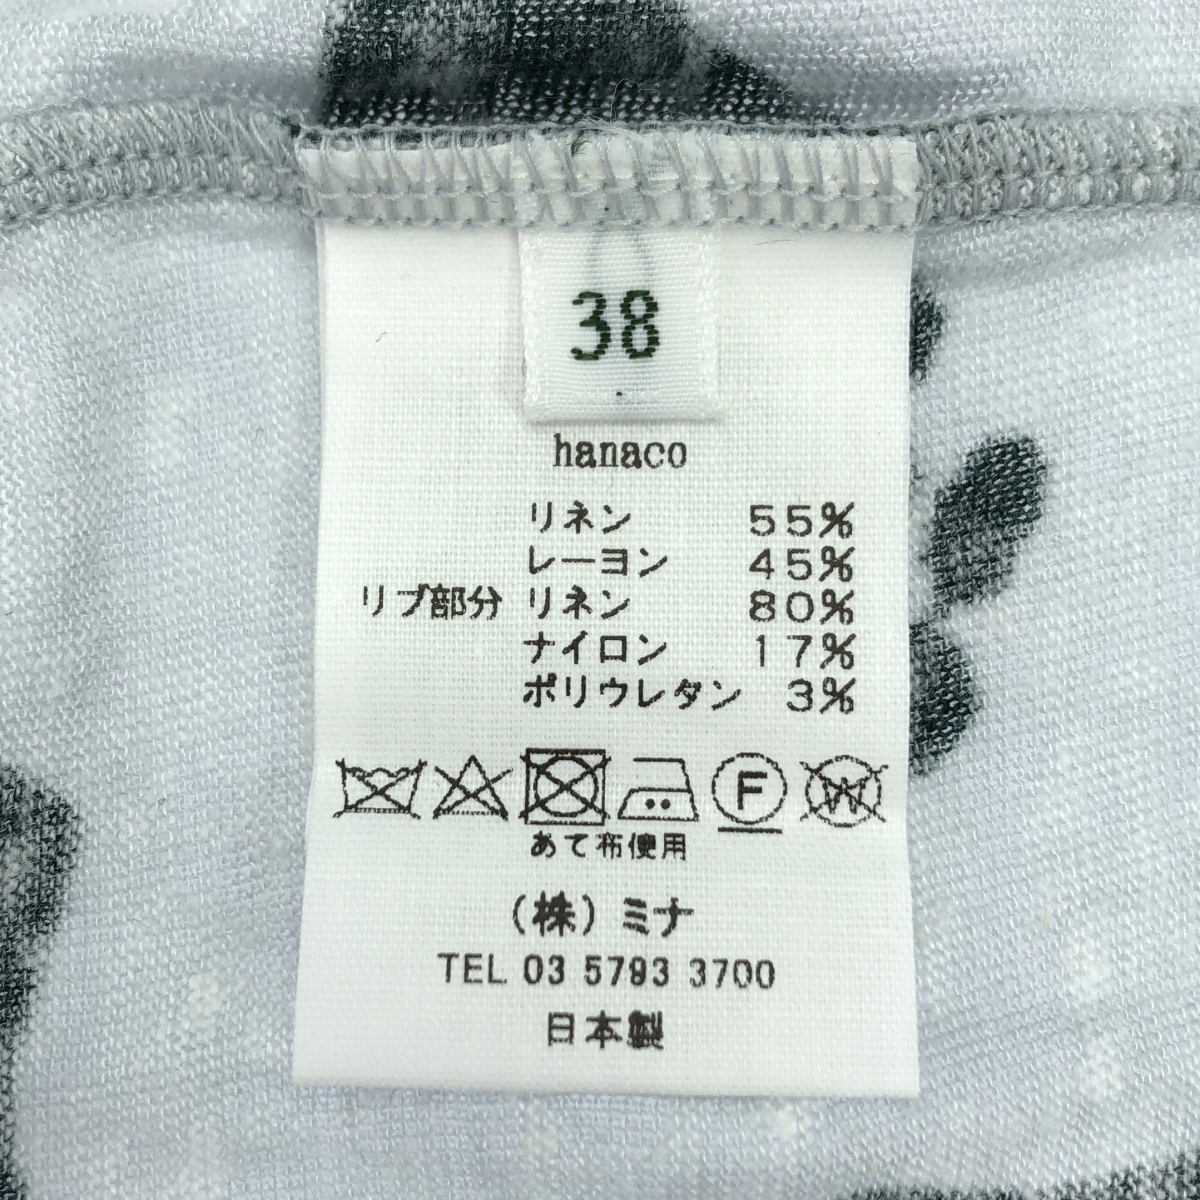 38
hanaco
リネン 55%
レーヨン 45%
リブ部分 リネン 80%
ナイロン 17%
ポリウレタン 3%
F W
あて布使用
(株)ミナ
TEL 03 5793 3700
日本製